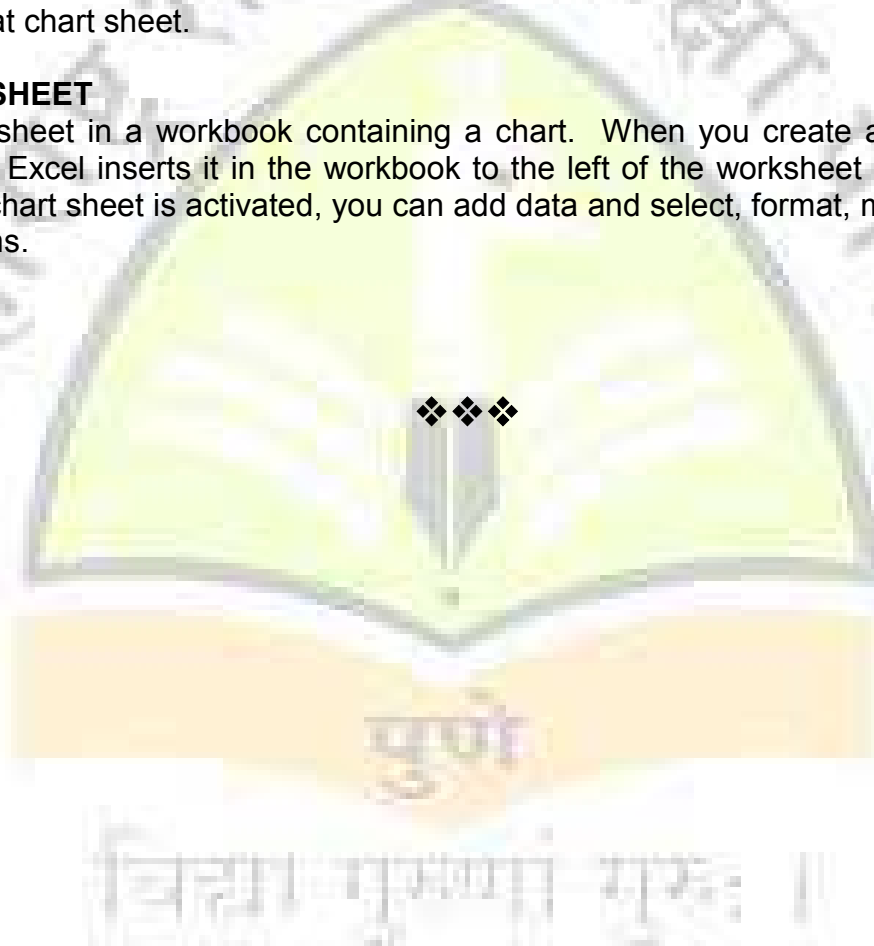 at chart sheet.
SHEET
sheet in a workbook containing a chart. When you create a
Excel inserts it in the workbook to the left of the worksheet
chart sheet is activated, you can add data and select, format, m
ns.
❖❖❖
पुणे